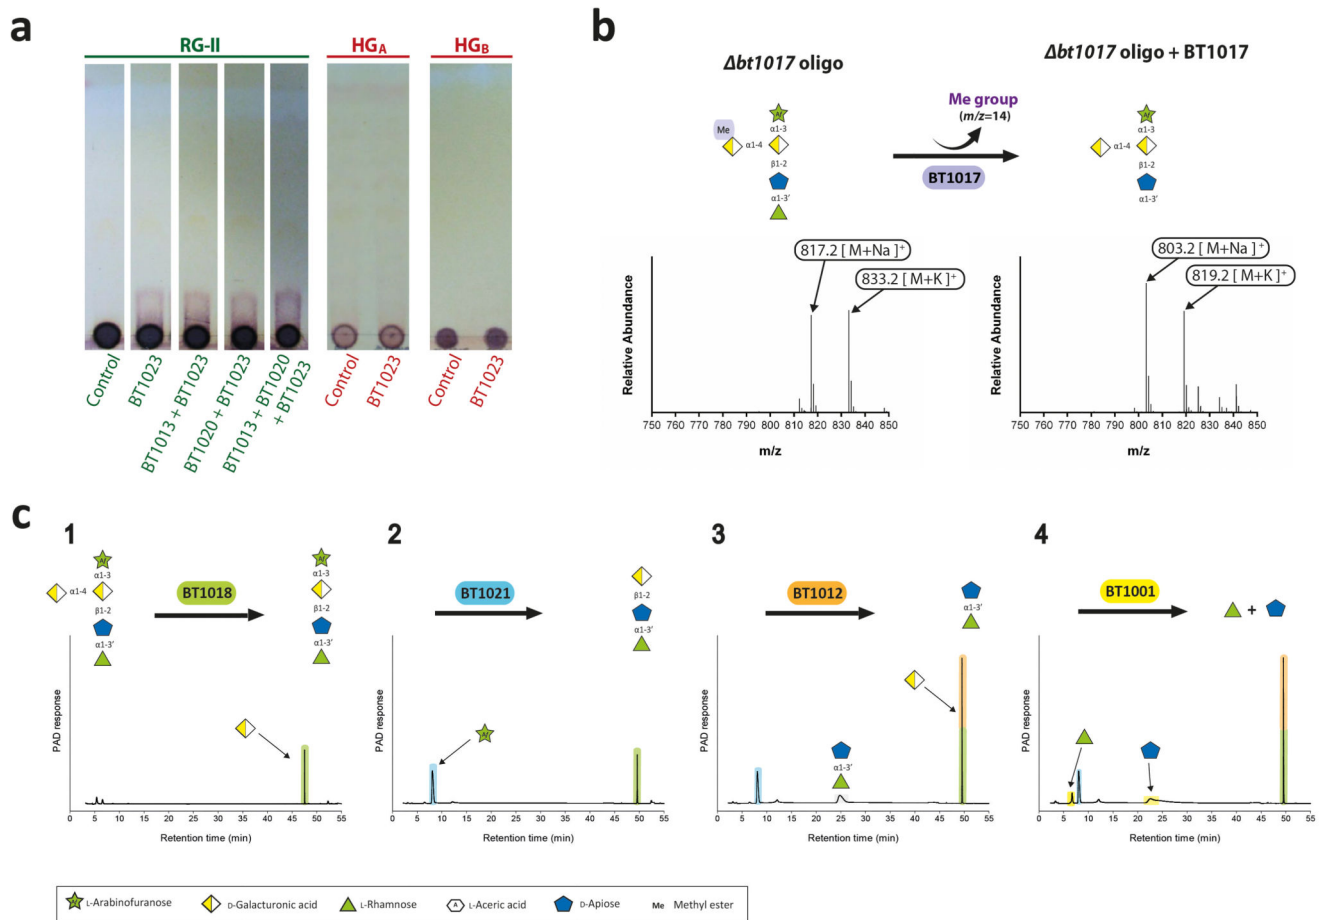 a
RG-II
HGA
HGB
Control
BT1023
BT1013 + BT1023
BT1020 + BT1023
BT1013 + BT1020
+ BT1023
Control
BT1023
Control
BT1023
b
Δbt1017 oligo
Δbt1017 oligo + BT1017
Me group
(m/z=14)
BT1017
Me
Af
α1-3
α1-4
β1-2
α1-3'
Af
α1-3
α1-4
β1-2
α1-3'
817.2 [ M+Na ]+
833.2 [ M+K ]+
Relative Abundance
750 760 770 780 790 800 810 820 830 840 850
m/z
803.2 [ M+Na ]+
819.2 [ M+K ]+
Relative Abundance
750 760 770 780 790 800 810 820 830 840 850
m/z
c
1
Af
α1-3
α1-4
β1-2
α1-3'
BT1018
Af
α1-3
β1-2
α1-3'
PAD response
0 5 10 15 20 25 30 35 40 45 50 55
Retention time (min)
2
BT1021
β1-2
α1-3'
Af
PAD response
0 5 10 15 20 25 30 35 40 45 50 55
Retention time (min)
3
BT1012
α1-3'
α1-3'
PAD response
0 5 10 15 20 25 30 35 40 45 50 55
Retention time (min)
4
BT1001
+
PAD response
0 5 10 15 20 25 30 35 40 45 50 55
Retention time (min)
Af L-Arabinofuranose
D-Galacturonic acid
L-Rhamnose
A L-Aceric acid
D-Apiose
Me Methyl ester